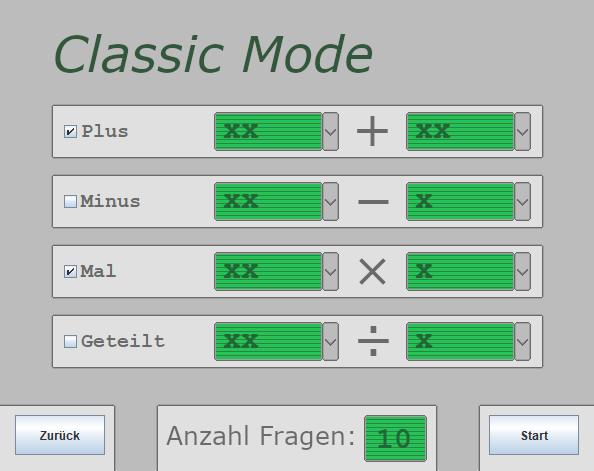 Classic Mode
Plus xx + xx
Minus xx − x
Mal xx × x
Geteilt xx ÷ x
Zurück Anzahl Fragen: 10 Start